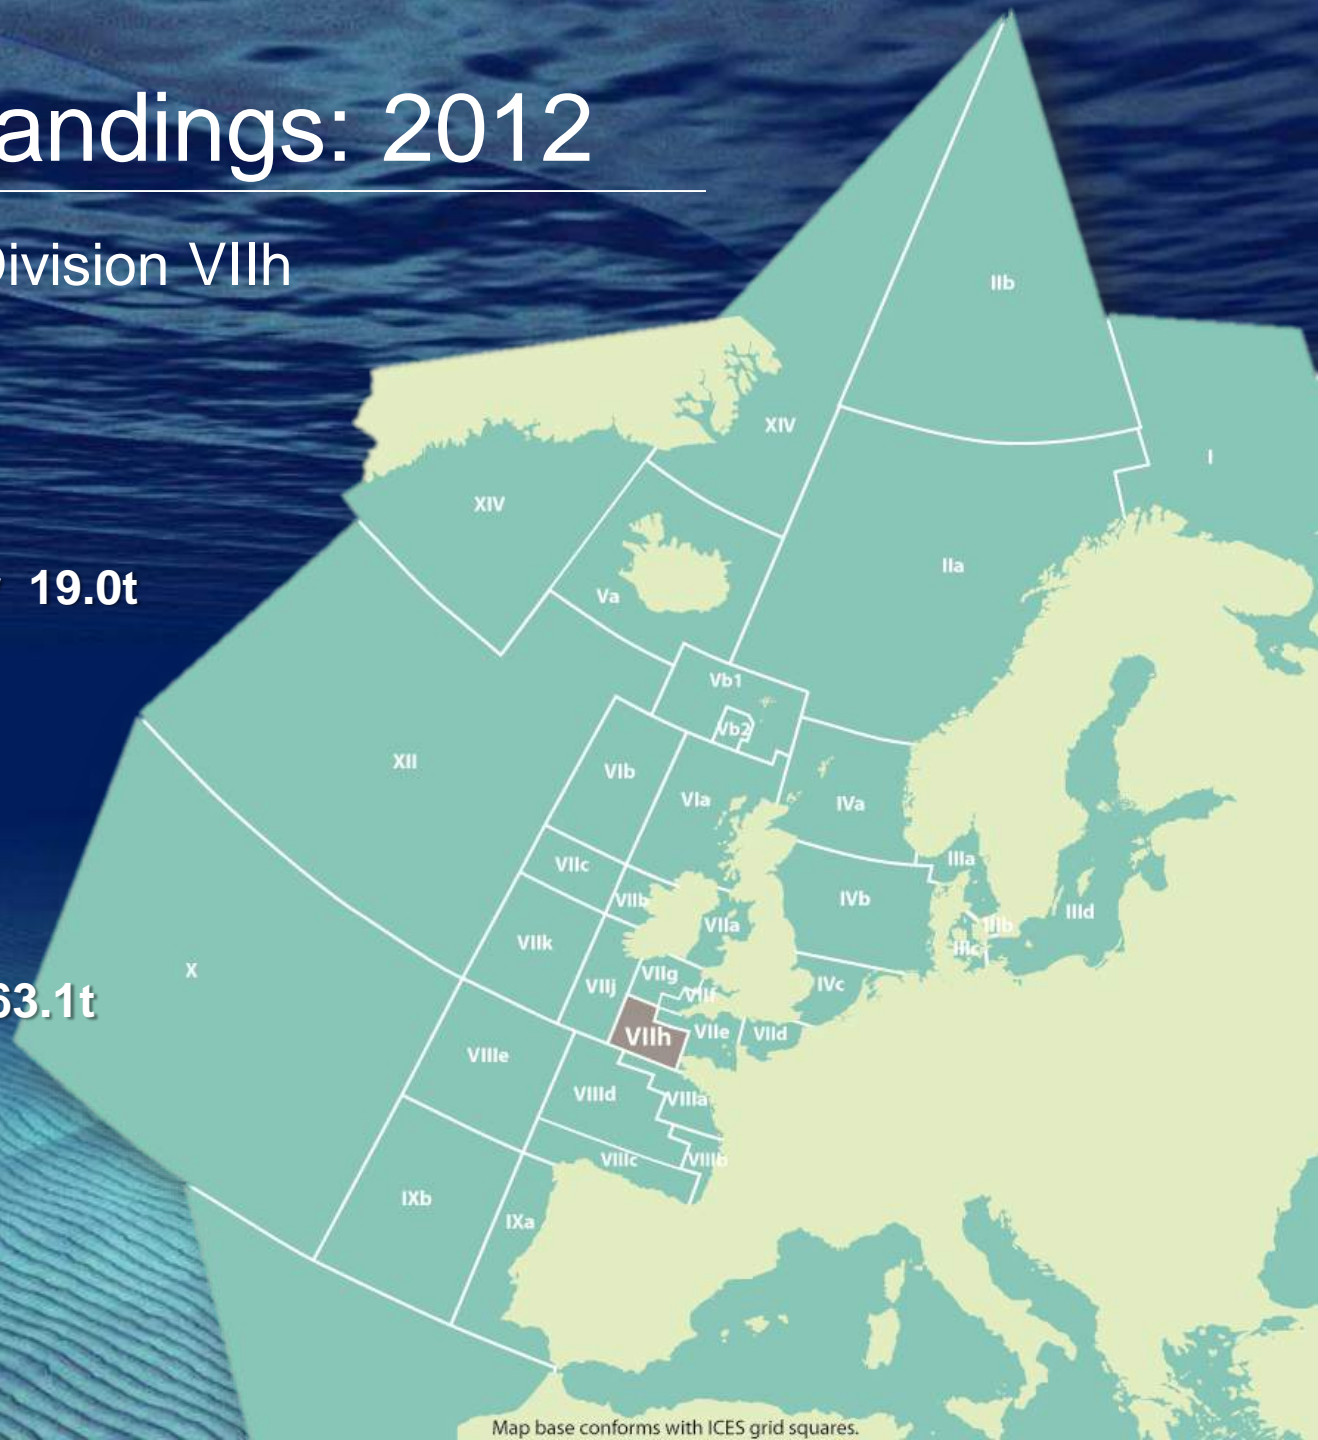 andings: 2012
Division VIIh
19.0t
63.1t
IIb
I
XIV
XIV
IIa
Va
Vb1
Vb2
XII
VIb
VIa
IVa
IIIa
VIIc
VIIb
VIIa
IVb
IIIb
IIId
IIIc
VIIk
X
VIIj
VIIg
VIIf
IVc
VIIh
VIIe
VIId
VIIIe
VIIId
VIIIa
VIIIc
VIIIb
IXb
IXa
Map base conforms with ICES grid squares.